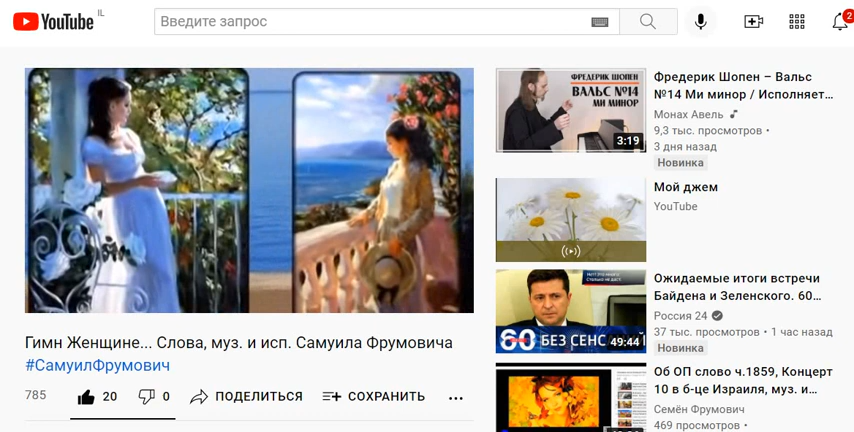 YouTube IL
Введите запрос
2
Гимн Женщине... Слова, муз. и исп. Самуила Фрумовича
#СамуилФрумович
785
20
0
ПОДЕЛИТЬСЯ
СОХРАНИТЬ
ФРЕДЕРИК ШОПЕН
ВАЛЬС №14
МИ МИНОР
3:19
Фредерик Шопен – Вальс
№14 Ми минор / Исполняет...
Монах Авель
9,3 тыс. просмотров •
3 дня назад
Новинка
Мой джем
YouTube
60 БЕЗ СЕНС
49:44
Ожидаемые итоги встречи
Байдена и Зеленского. 60...
Россия 24
37 тыс. просмотров • 1 час назад
Новинка
Об ОП слово ч.1859, Концерт
10 в б-це Израиля, муз. и...
Семён Фрумович
469 просмотров •